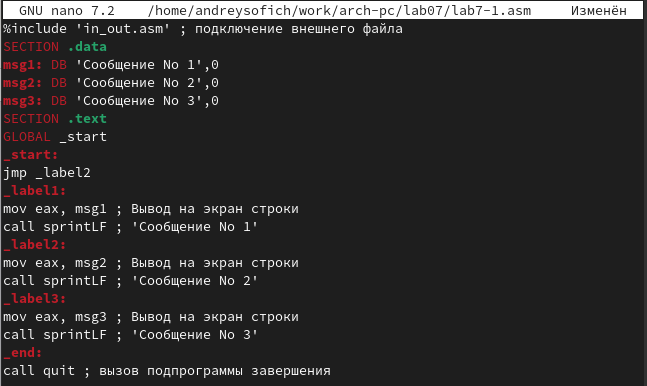 GNU nano 7.2 /home/andreysofich/work/arch-pc/lab07/lab7-1.asm Изменён
%include 'in_out.asm' ; подключение внешнего файла
SECTION .data
msg1: DB 'Сообщение No 1',0
msg2: DB 'Сообщение No 2',0
msg3: DB 'Сообщение No 3',0
SECTION .text
GLOBAL _start
_start:
jmp _label2
_label1:
mov eax, msg1 ; Вывод на экран строки
call sprintLF ; 'Сообщение No 1'
_label2:
mov eax, msg2 ; Вывод на экран строки
call sprintLF ; 'Сообщение No 2'
_label3:
mov eax, msg3 ; Вывод на экран строки
call sprintLF ; 'Сообщение No 3'
_end:
call quit ; вызов подпрограммы завершения